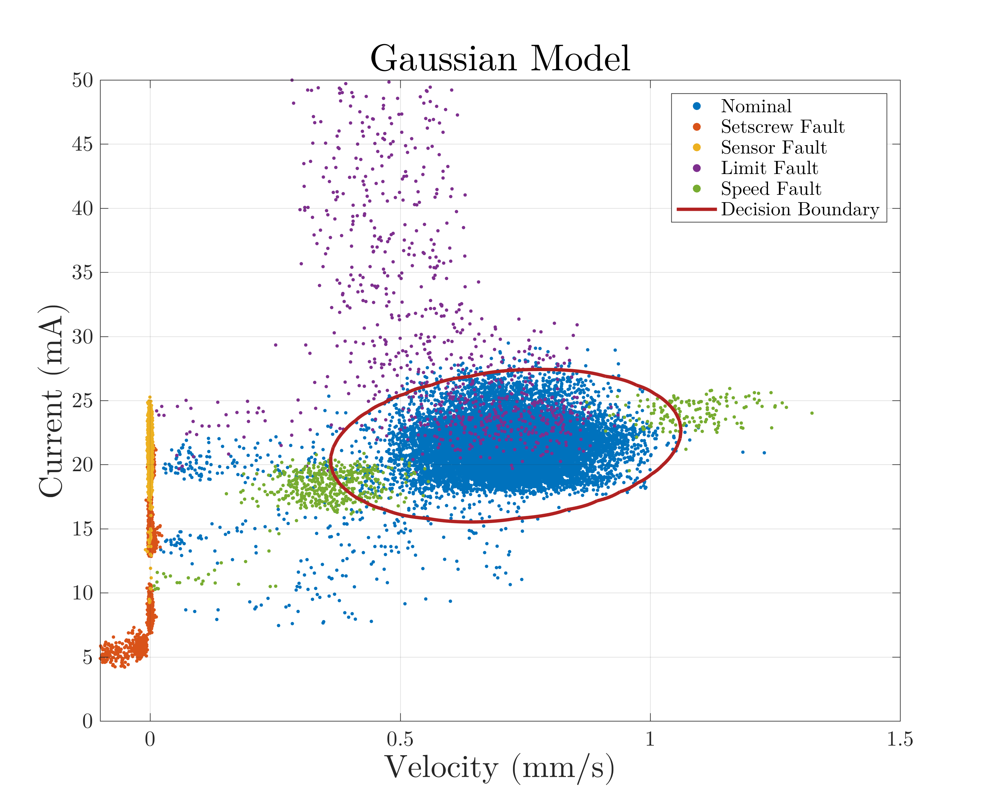 Gaussian Model
50
45
40
35
30
25
20
15
10
5
0
Current (mA)
Nominal
Setscrew Fault
Sensor Fault
Limit Fault
Speed Fault
Decision Boundary
0
0.5
1
1.5
Velocity (mm/s)